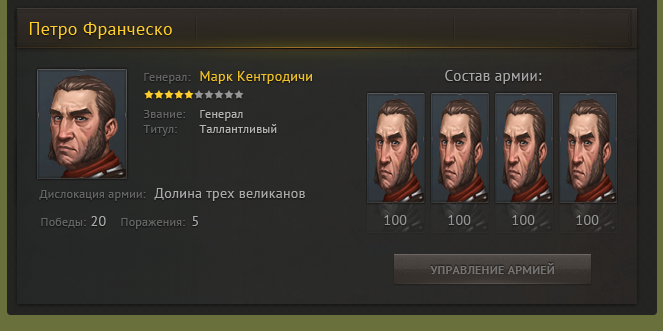 Петро Франческо
Генерал: Марк Кентродичи
Звание: Генерал
Титул: Таллантливый
Дислокация армии: Долина трех великанов
Победы: 20 Поражения: 5
Состав армии:
100 100 100 100
УПРАВЛЕНИЕ АРМИЕЙ